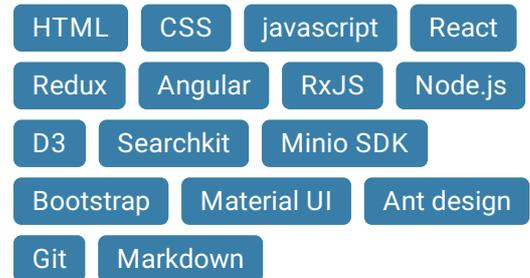 HTML CSS javascript React
Redux Angular RxJS Node.js
D3 Searchkit Minio SDK
Bootstrap Material UI Ant design
Git Markdown